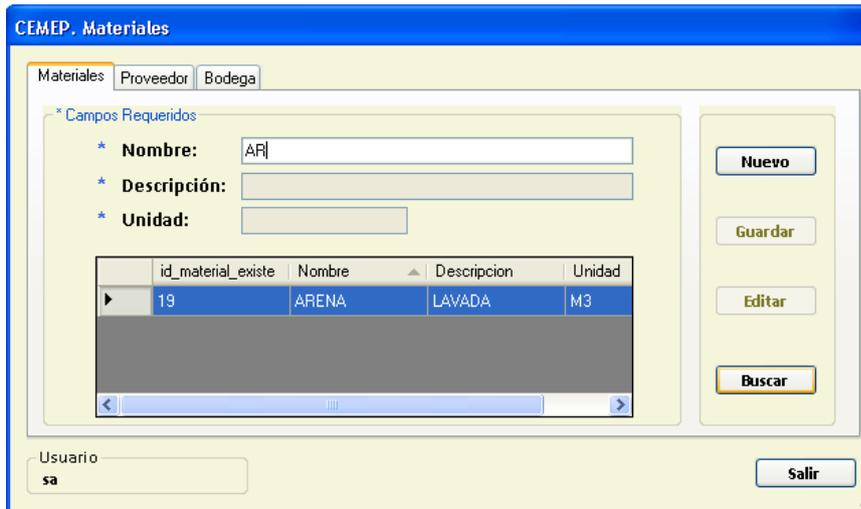 CEMEP. Materiales
Materiales Proveedor Bodega
* Campos Requeridos
* Nombre: AR
* Descripción:
* Unidad:
Nuevo
Guardar
Editar
Buscar
id_material_existe Nombre Descripcion Unidad
19 ARENA LAVADA M3
Usuario
sa
Salir